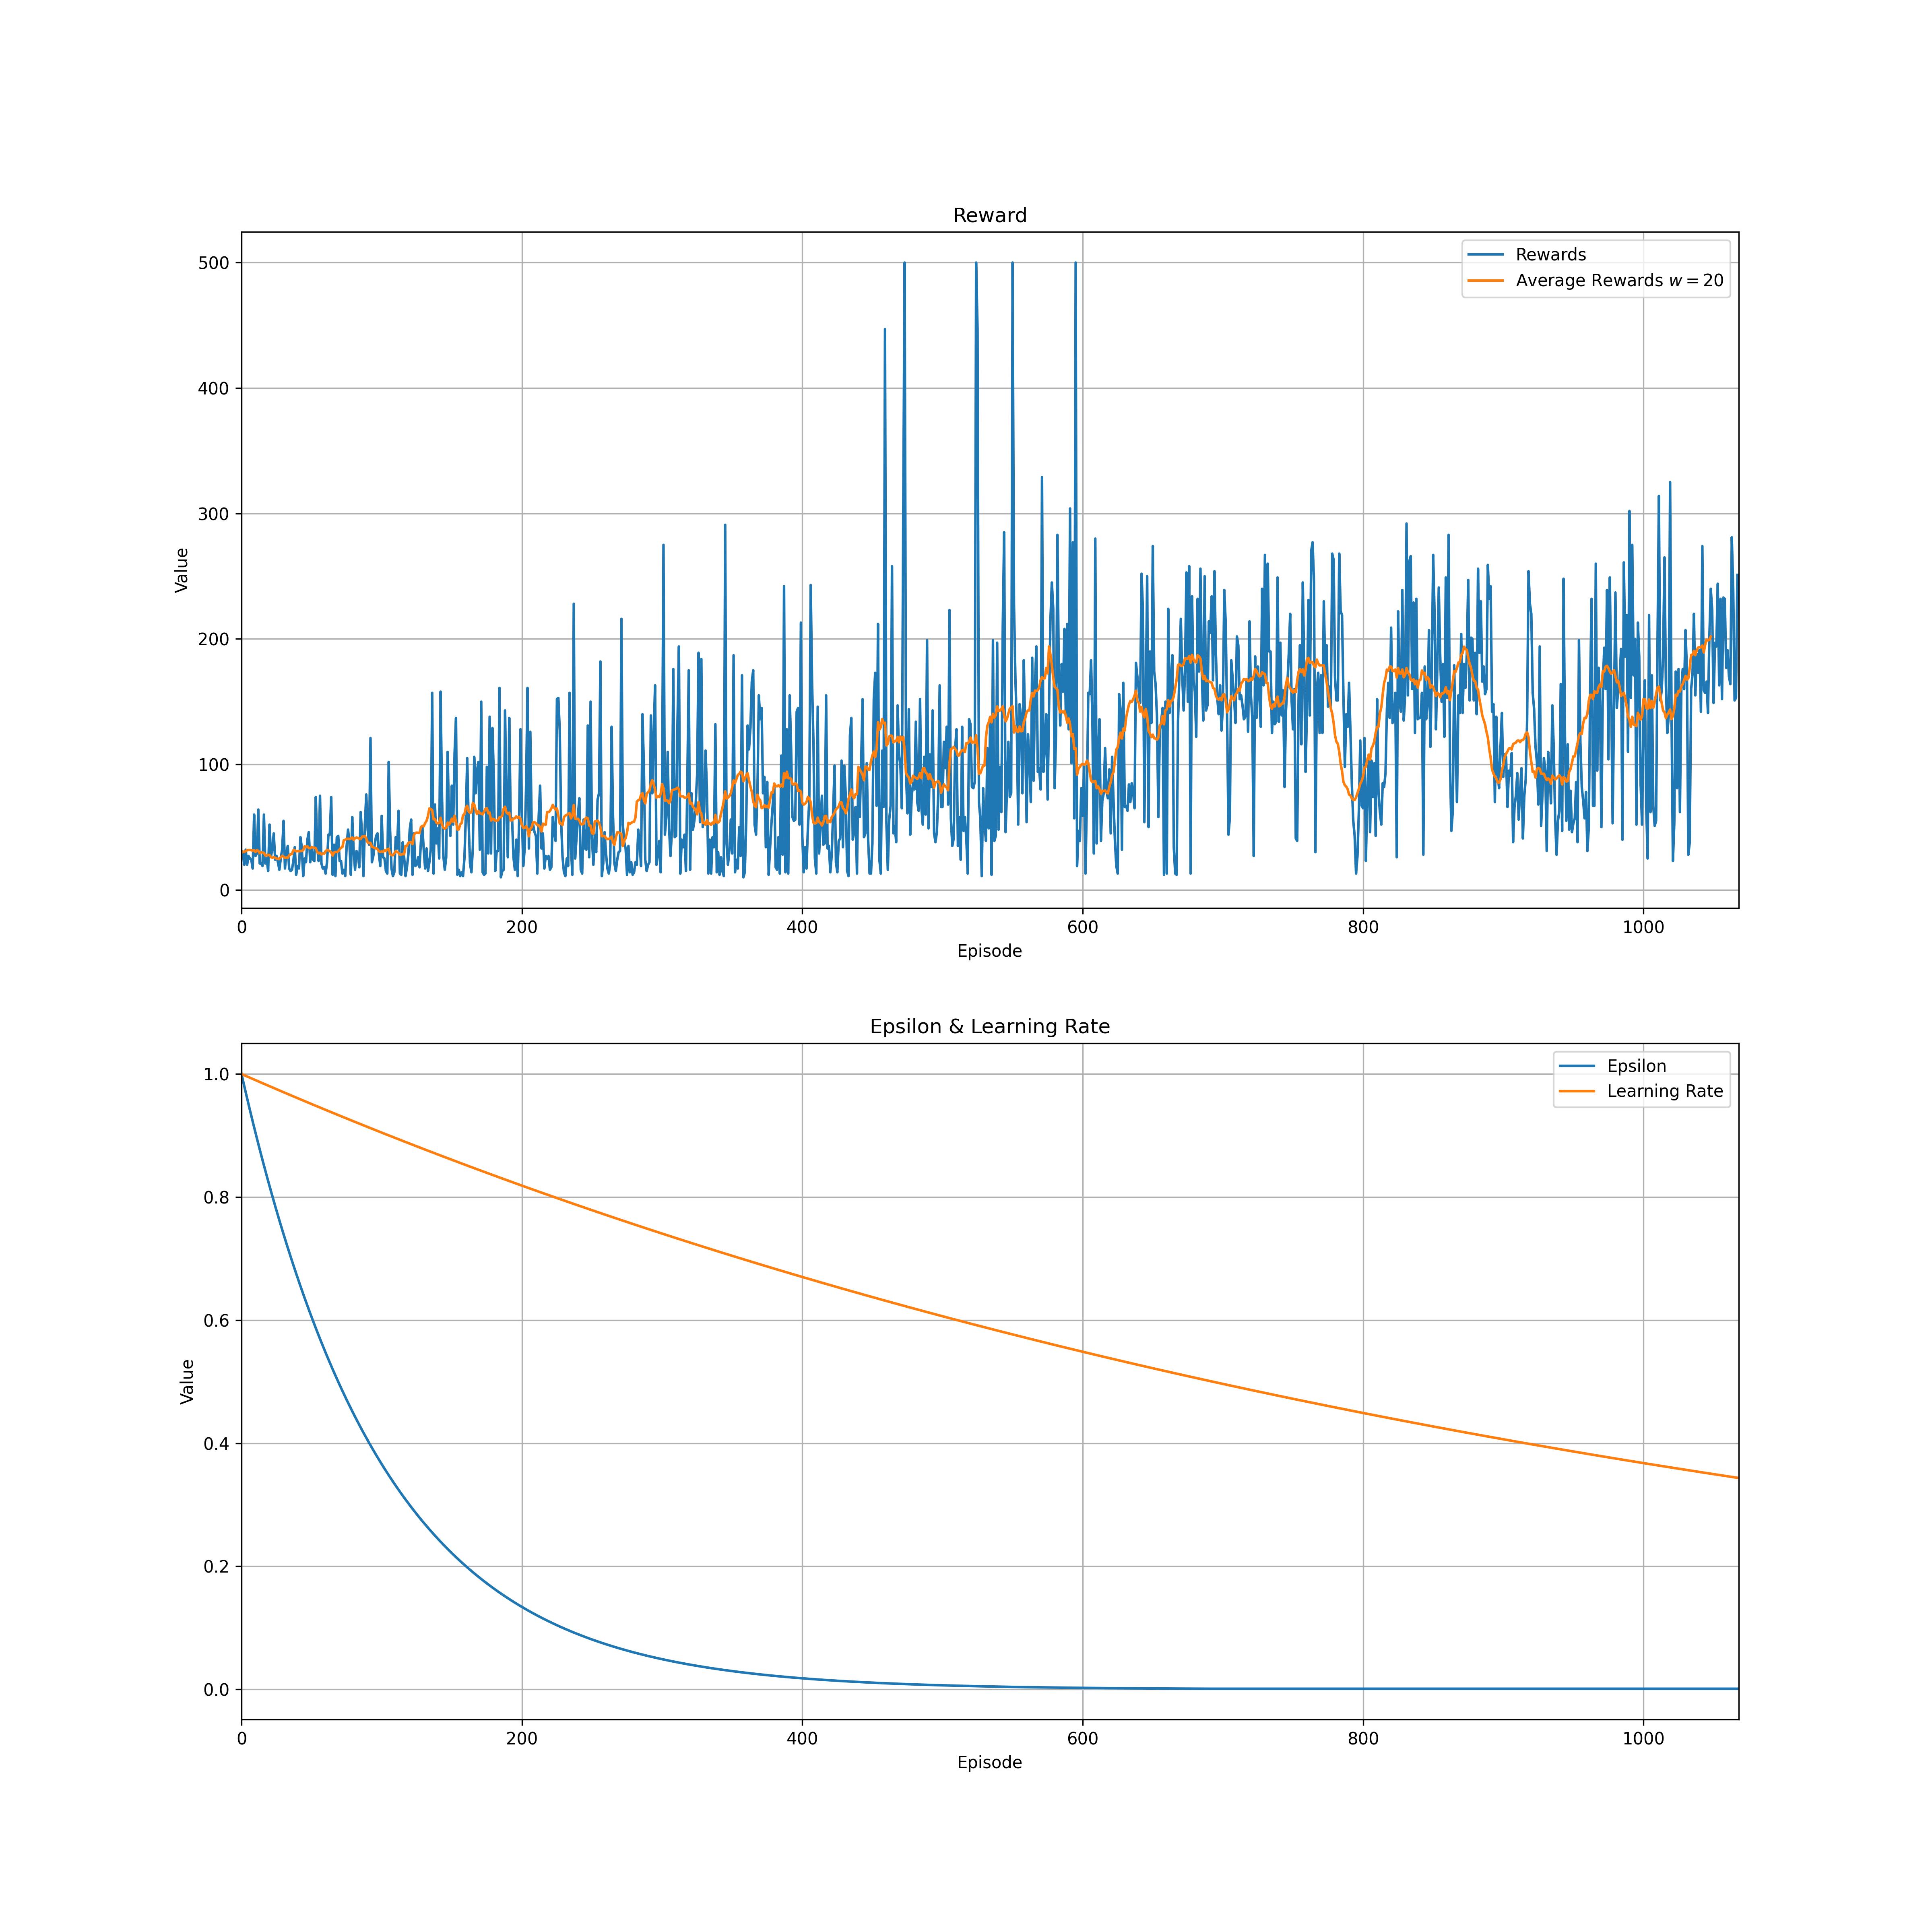 Reward
500
400
300
200
100
0
Value
0 200 400 600 800 1000
Episode
Rewards
Average Rewards w = 20
Epsilon & Learning Rate
1.0
0.8
0.6
0.4
0.2
0.0
Value
0 200 400 600 800 1000
Episode
Epsilon
Learning Rate